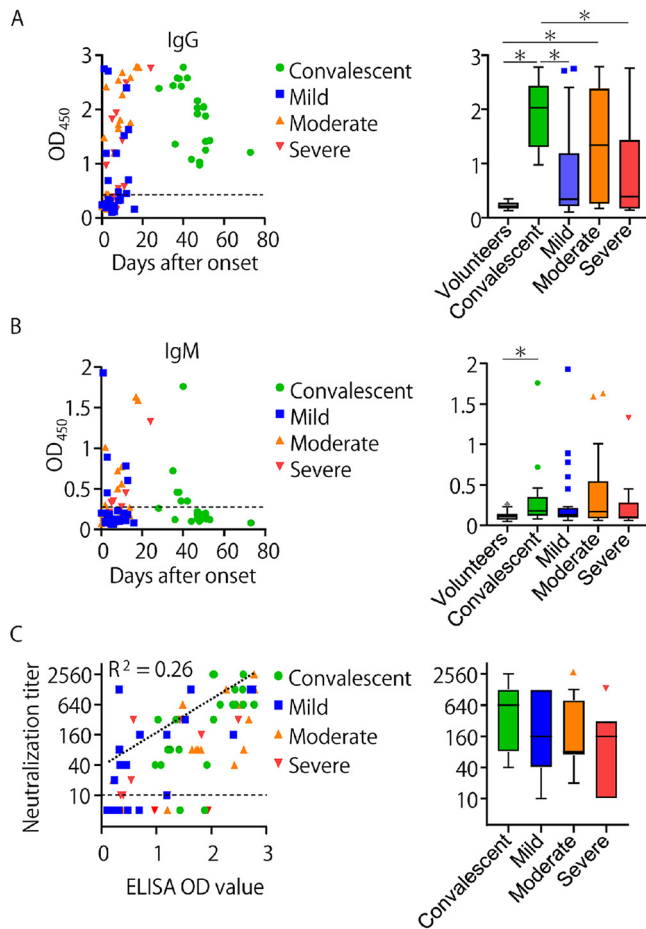 A
IgG
OD450
3
2
1
0
0 20 40 60 80
Days after onset
Convalescent
Mild
Moderate
Severe
3
2
1
0
*
*
* *
Volunteers
Convalescent
Mild
Moderate
Severe
B
IgM
OD450
2
1.5
1
0.5
0
0 20 40 60 80
Days after onset
Convalescent
Mild
Moderate
Severe
2
1.5
1
0.5
0
*
Volunteers
Convalescent
Mild
Moderate
Severe
C
R² = 0.26
Neutralization titer
2560
640
160
40
10
0 1 2 3
ELISA OD value
Convalescent
Mild
Moderate
Severe
2560
640
160
40
10
Convalescent
Mild
Moderate
Severe